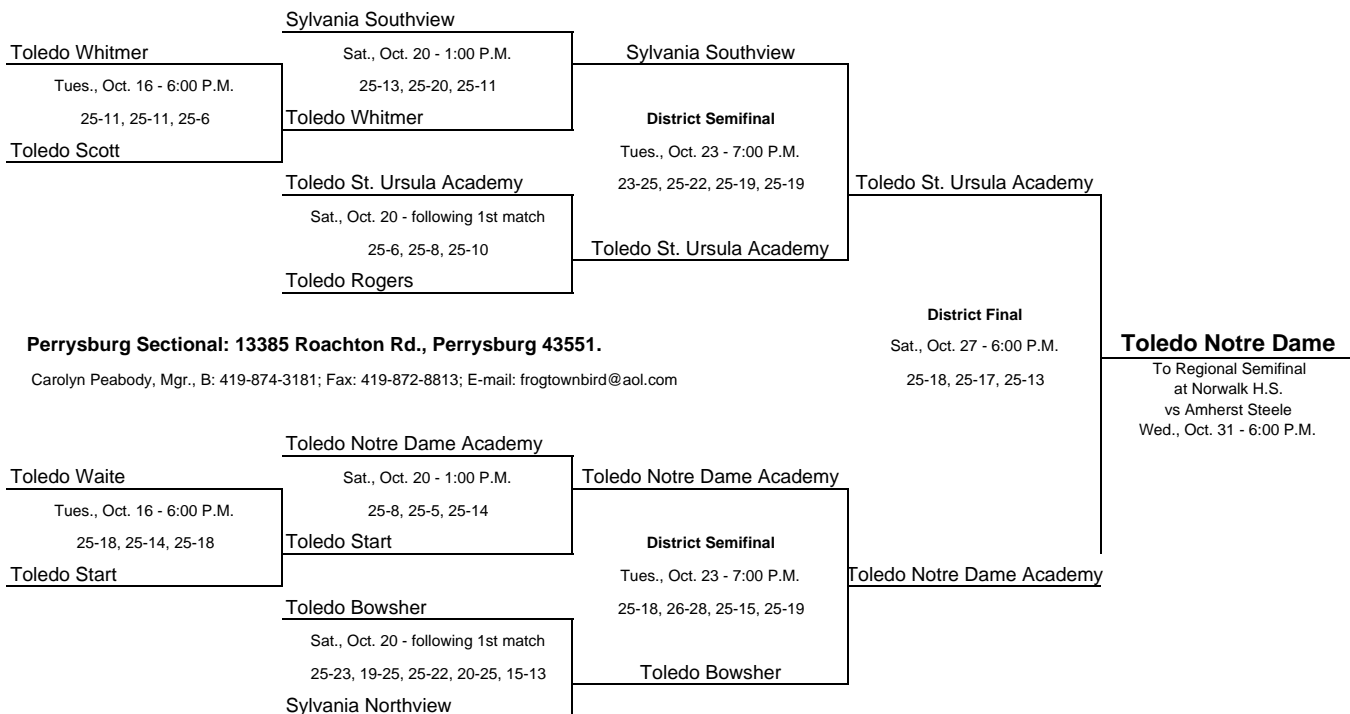 Sylvania Southview
Toledo Whitmer
Sat., Oct. 20 - 1:00 P.M.
Sylvania Southview
Tues., Oct. 16 - 6:00 P.M.
25-13, 25-20, 25-11
25-11, 25-11, 25-6
Toledo Whitmer
District Semifinal
Toledo Scott
Tues., Oct. 23 - 7:00 P.M.
Toledo St. Ursula Academy
23-25, 25-22, 25-19, 25-19
Toledo St. Ursula Academy
Sat., Oct. 20 - following 1st match
25-6, 25-8, 25-10
Toledo St. Ursula Academy
Toledo Rogers
District Final
Perrysburg Sectional: 13385 Roachton Rd., Perrysburg 43551.
Sat., Oct. 27 - 6:00 P.M.
Toledo Notre Dame
Carolyn Peabody, Mgr., B: 419-874-3181; Fax: 419-872-8813; E-mail: frogtownbird@aol.com
25-18, 25-17, 25-13
To Regional Semifinal
at Norwalk H.S.
vs Amherst Steele
Wed., Oct. 31 - 6:00 P.M.
Toledo Notre Dame Academy
Toledo Waite
Sat., Oct. 20 - 1:00 P.M.
Toledo Notre Dame Academy
Tues., Oct. 16 - 6:00 P.M.
25-8, 25-5, 25-14
25-18, 25-14, 25-18
Toledo Start
District Semifinal
Toledo Start
Tues., Oct. 23 - 7:00 P.M.
Toledo Notre Dame Academy
Toledo Bowsher
25-18, 26-28, 25-15, 25-19
Sat., Oct. 20 - following 1st match
25-23, 19-25, 25-22, 20-25, 15-13
Toledo Bowsher
Sylvania Northview